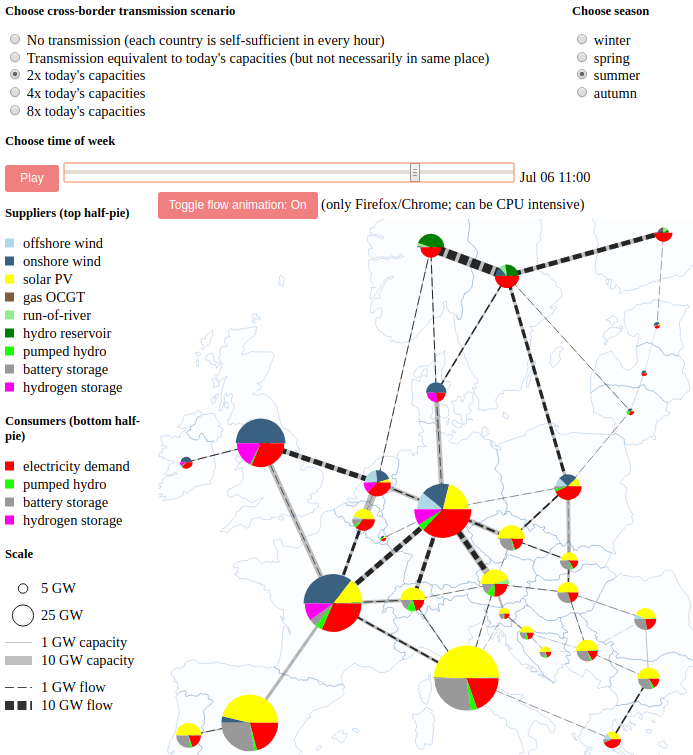 Choose cross-border transmission scenario
No transmission (each country is self-sufficient in every hour)
Transmission equivalent to today's capacities (but not necessarily in same place)
2x today's capacities
4x today's capacities
8x today's capacities
Choose season
winter
spring
summer
autumn
Choose time of week
Play
Jul 06 11:00
Toggle flow animation: On (only Firefox/Chrome; can be CPU intensive)
Suppliers (top half-pie)
offshore wind
onshore wind
solar PV
gas OCGT
run-of-river
hydro reservoir
pumped hydro
battery storage
hydrogen storage
Consumers (bottom half-
pie)
electricity demand
pumped hydro
battery storage
hydrogen storage
Scale
5 GW
25 GW
1 GW capacity
10 GW capacity
1 GW flow
10 GW flow